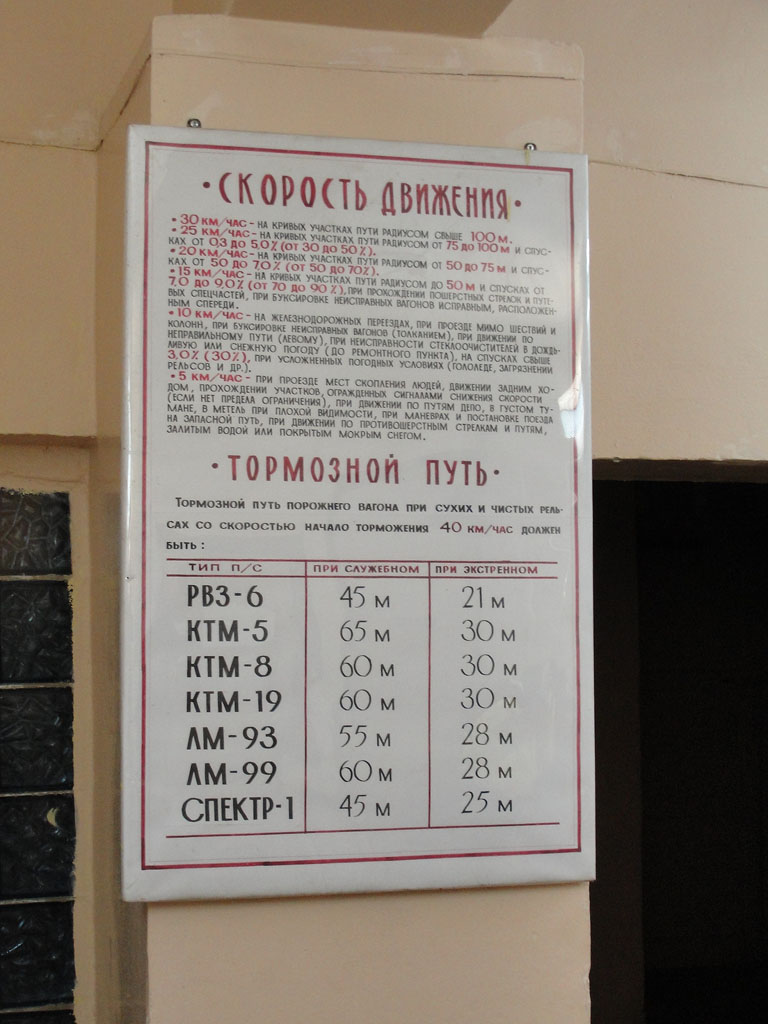 • СКОРОСТЬ ДВИЖЕНИЯ •
• 30 КМ/ЧАС - НА КРИВЫХ УЧАСТКАХ ПУТИ РАДИУСОМ СВЫШЕ 100 М.
• 25 КМ/ЧАС - НА КРИВЫХ УЧАСТКАХ ПУТИ РАДИУСОМ ОТ 75 ДО 100 М И СПУС-
КАХ ОТ 0,3 ДО 5,0% (ОТ 30 ДО 50%).
• 20 КМ/ЧАС - НА КРИВЫХ УЧАСТКАХ ПУТИ РАДИУСОМ ОТ 50 ДО 75 М И СПУС-
КАХ ОТ 50 ДО 7,0% (ОТ 50 ДО 70%).
• 15 КМ/ЧАС - НА КРИВЫХ УЧАСТКАХ ПУТИ РАДИУСОМ ДО 50 М И СПУСКАХ ОТ
7,0 ДО 9,0% (ОТ 70 ДО 90%), ПРИ ПРОХОЖДЕНИИ ПОШЕРСТНЫХ СТРЕЛОК И ПУТЕ-
ВЫХ СПЕЦЧАСТЕЙ, ПРИ БУКСИРОВКЕ НЕИСПРАВНЫХ ВАГОНОВ ИСПРАВНЫМ, РАСПОЛОЖЕН-
НЫМ СПЕРЕДИ.
• 10 КМ/ЧАС - НА ЖЕЛЕЗНОДОРОЖНЫХ ПЕРЕЕЗДАХ, ПРИ ПРОЕЗДЕ МИМО ШЕСТВИЙ И
КОЛОНН, ПРИ БУКСИРОВКЕ НЕИСПРАВНЫХ ВАГОНОВ (ТОЛКАНИЕМ), ПРИ ДВИЖЕНИИ ПО
НЕПРАВИЛЬНОМУ ПУТИ (ЛЕВОМУ), ПРИ НЕИСПРАВНОСТИ СТЕКЛООЧИСТИТЕЛЕЙ В ДОЖД-
ЛИВУЮ ИЛИ СНЕЖНУЮ ПОГОДУ (ДО РЕМОНТНОГО ПУНКТА), НА СПУСКАХ СВЫШЕ
3,0% (30%), ПРИ УСЛОЖНЕННЫХ ПОГОДНЫХ УСЛОВИЯХ (ГОЛОЛЕДЕ, ЗАГРЯЗНЕНИИ
РЕЛЬСОВ И ДР.).
• 5 КМ/ЧАС - ПРИ ПРОЕЗДЕ МЕСТ СКОПЛЕНИЯ ЛЮДЕЙ, ДВИЖЕНИИ ЗАДНИМ ХО-
ДОМ, ПРОХОЖДЕНИИ УЧАСТКОВ, ОГРАЖДЕННЫХ СИГНАЛАМИ СНИЖЕНИЯ СКОРОСТИ
(ЕСЛИ НЕТ ПРЕДЕЛА ОГРАНИЧЕНИЯ), ПРИ ДВИЖЕНИИ ПО ПУТЯМ ДЕПО, В ГУСТОМ ТУ-
МАНЕ, В МЕТЕЛЬ ПРИ ПЛОХОЙ ВИДИМОСТИ, ПРИ МАНЕВРАХ И ПОСТАНОВКЕ ПОЕЗДА
НА ЗАПАСНОЙ ПУТЬ, ПРИ ДВИЖЕНИИ ПО ПРОТИВОШЕРСТНЫМ СТРЕЛКАМ И ПУТЯМ,
ЗАЛИТЫМ ВОДОЙ ИЛИ ПОКРЫТЫМ МОКРЫМ СНЕГОМ.
• ТОРМОЗНОЙ ПУТЬ •
ТОРМОЗНОЙ ПУТЬ ПОРОЖНЕГО ВАГОНА ПРИ СУХИХ И ЧИСТЫХ РЕЛЬ-
САХ СО СКОРОСТЬЮ НАЧАЛО ТОРМОЖЕНИЯ 40 КМ/ЧАС ДОЛЖЕН
БЫТЬ:
ТИП П/С ПРИ СЛУЖЕБНОМ ПРИ ЭКСТРЕННОМ
РВЗ-6 45 М 21 М
КТМ-5 65 М 30 М
КТМ-8 60 М 30 М
КТМ-19 60 М 30 М
ЛМ-93 55 М 28 М
ЛМ-99 60 М 28 М
СПЕКТР-1 45 М 25 М